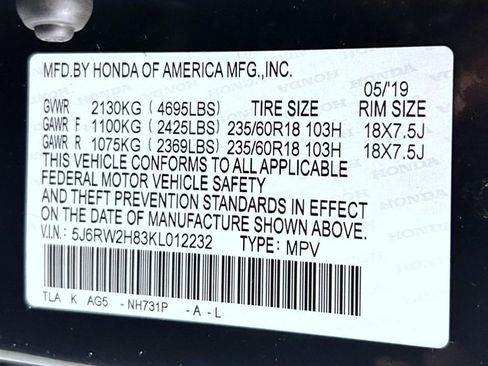 MFD.BY HONDA OF AMERICA MFG.,INC.
05/'19
GVWR 2130KG (4695LBS) TIRE SIZE RIM SIZE
GAWR F 1100KG (2425LBS) 235/60R18 103H 18X7.5J
GAWR R 1075KG (2369LBS) 235/60R18 103H 18X7.5J
THIS VEHICLE CONFORMS TO ALL APPLICABLE
FEDERAL MOTOR VEHICLE SAFETY
AND THEFT PREVENTION STANDARDS IN EFFECT
ON THE DATE OF MANUFACTURE SHOWN ABOVE.
V.I.N: 5J6RW2H83KL012232 TYPE: MPV
TLA K AG5 -NH731P -A-L